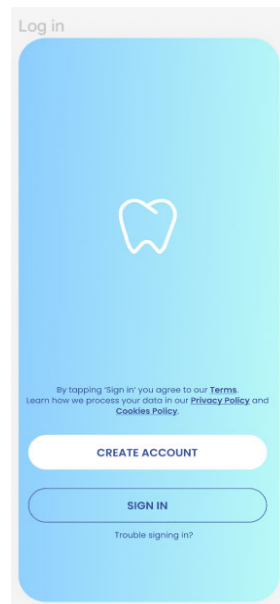 Log in
By tapping 'Sign in' you agree to our Terms.
Learn how we process your data in our Privacy Policy and
Cookies Policy.
CREATE ACCOUNT
SIGN IN
Trouble signing in?